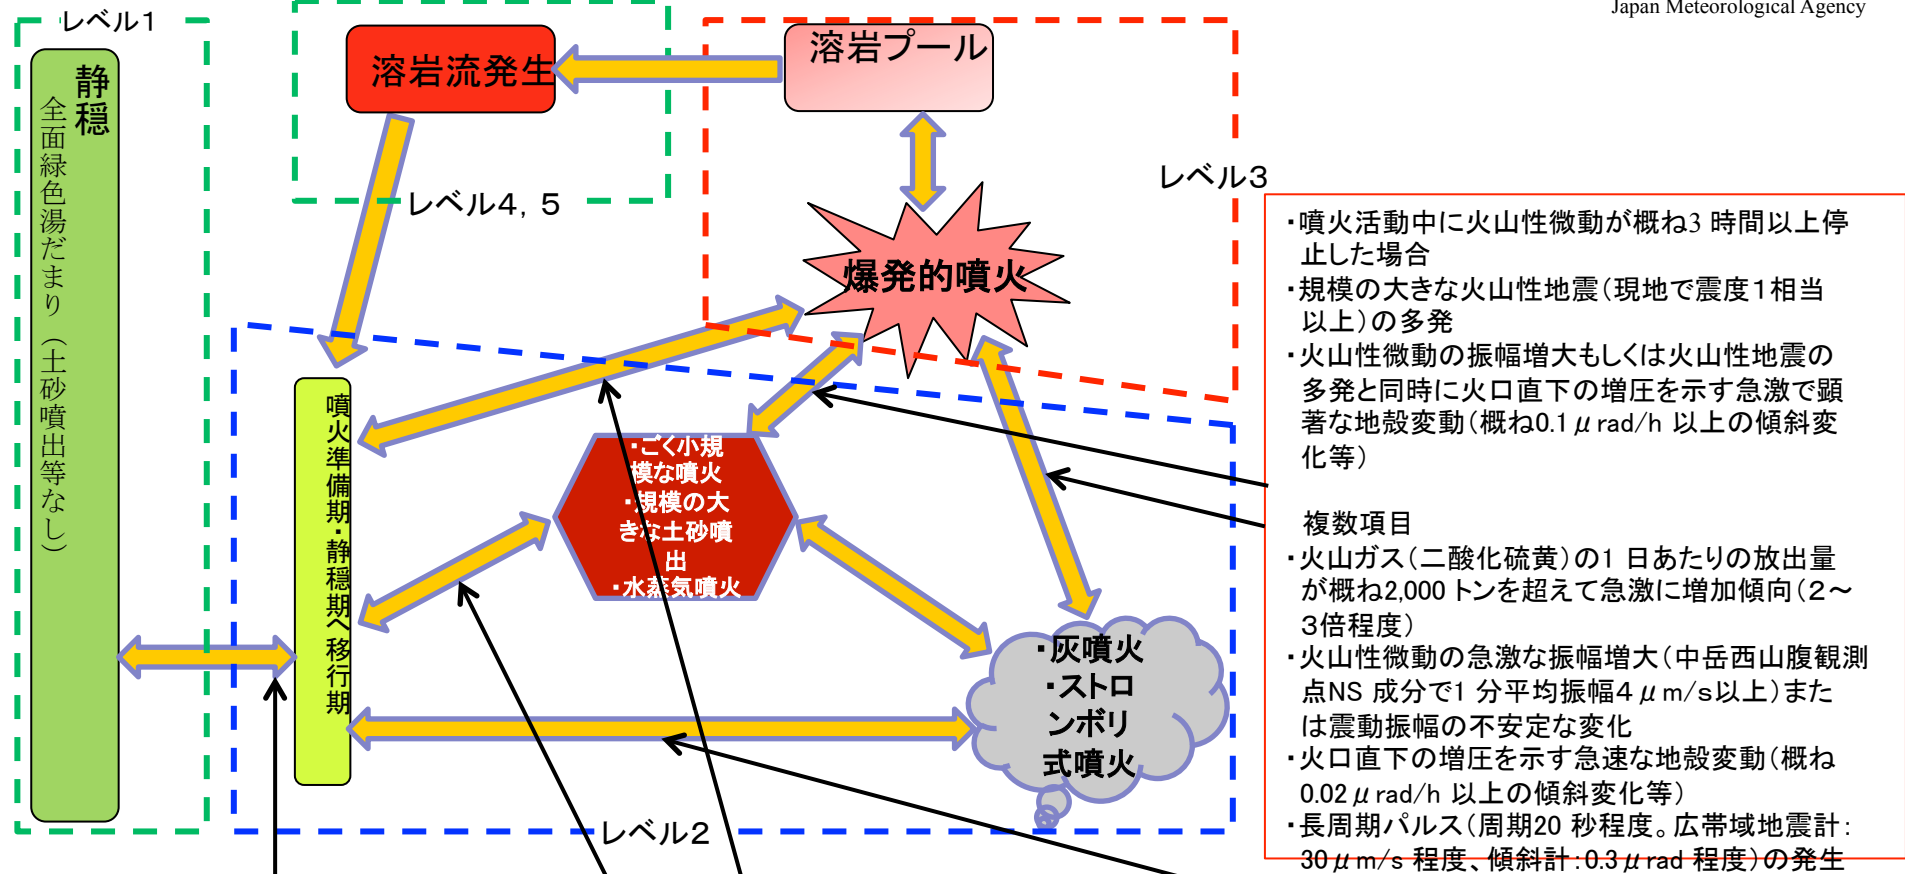 Japan Meteorological Agency
レベル1
静穏
全面緑色湯だまり（土砂噴出等なし）
溶岩流発生
溶岩プール
レベル4，5
レベル3
爆発的噴火
噴火準備期・静穏期へ移行期
・ごく小規
模な噴火
・規模の大
きな土砂噴
出
・水蒸気噴火
・灰噴火
・ストロ
ンボリ
式噴火
レベル2
・噴火活動中に火山性微動が概ね3 時間以上停
止した場合
・規模の大きな火山性地震（現地で震度1相当
以上）の多発
・火山性微動の振幅増大もしくは火山性地震の
多発と同時に火口直下の増圧を示す急激で顕
著な地殻変動（概ね0.1μrad/h 以上の傾斜変
化等）
複数項目
・火山ガス（二酸化硫黄）の1 日あたりの放出量
が概ね2,000 トンを超えて急激に増加傾向（2～
3倍程度）
・火山性微動の急激な振幅増大（中岳西山腹観測
点NS 成分で1 分平均振幅4μm/s以上）また
は震動振幅の不安定な変化
・火口直下の増圧を示す急速な地殻変動（概ね
0.02μrad/h 以上の傾斜変化等）
・長周期パルス（周期20 秒程度。広帯域地震計：
30μm/s 程度、傾斜計：0.3μrad 程度）の発生